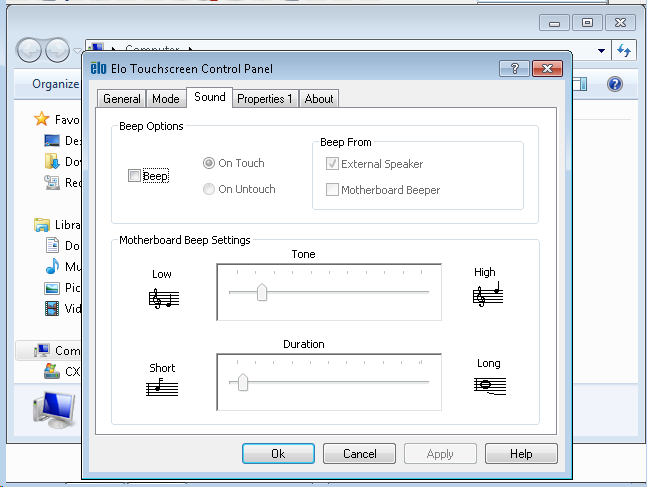 Computer
elo Elo Touchscreen Control Panel
?
Organize
?
General Mode Sound Properties 1 About
Favo
Des
Dov
Rec
Libra
Do
Mu
Pic
Vid
Com
CX
Beep Options
Beep
On Touch
On Untouch
Beep From
External Speaker
Motherboard Beeper
Motherboard Beep Settings
Tone
Low
High
Duration
Short
Long
Ok Cancel Apply Help